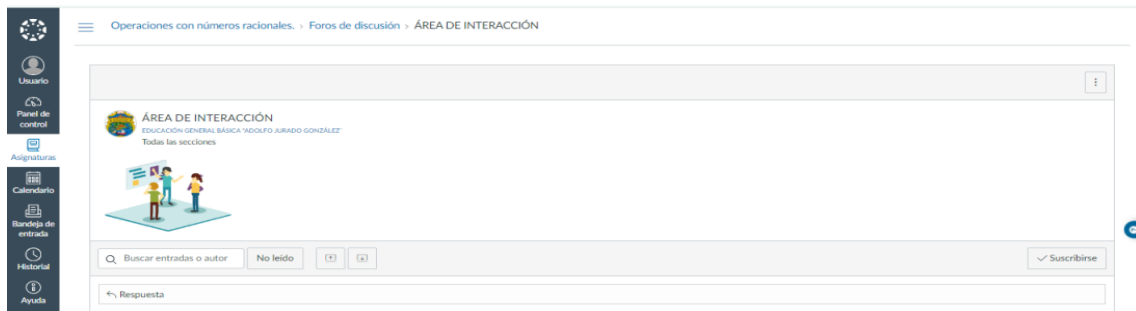 Operaciones con números racionales. › Foros de discusión › ÁREA DE INTERACCIÓN
Usuario
Panel de
control
Asignaturas
Calendario
Bandeja de
entrada
Historial
Ayuda
ÁREA DE INTERACCIÓN
EDUCACIÓN GENERAL BÁSICA "ADOLFO JURADO GONZÁLEZ"
Todas las secciones
Buscar entradas o autor
No leído
Suscribirse
Respuesta